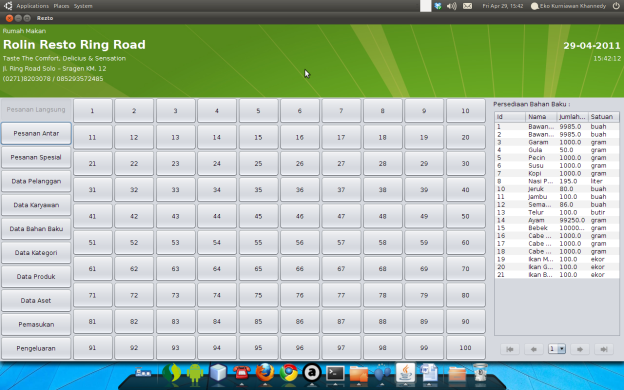 Applications Places System Fri Apr 29, 15:42 Eko Kurniawan Khannedy
Resto
Rumah Makan
Rolin Resto Ring Road
29-04-2011
Taste The Comfort, Delicius & Sensation
15:42:12
Jl. Ring Road Solo - Sragen KM. 12
(0271)8203078 / 085293572485
Pesanan Langsung
Pesanan Antar
Pesanan Spesial
Data Pelanggan
Data Karyawan
Data Bahan Baku
Data Kategori
Data Produk
Data Aset
Pemasukan
Pengeluaran
1 2 3 4 5 6 7 8 9 10
11 12 13 14 15 16 17 18 19 20
21 22 23 24 25 26 27 28 29 30
31 32 33 34 35 36 37 38 39 40
41 42 43 44 45 46 47 48 49 50
51 52 53 54 55 56 57 58 59 60
61 62 63 64 65 66 67 68 69 70
71 72 73 74 75 76 77 78 79 80
81 82 83 84 85 86 87 88 89 90
91 92 93 94 95 96 97 98 99 100
Persediaan Bahan Baku :
Id Nama Jumlah... Satuan
1 Bawan... 9985.0 buah
2 Bawan... 9985.0 buah
3 Garam 1000.0 gram
4 Gula 50.0 gram
5 Pecin 1000.0 gram
6 Susu 1000.0 gram
7 Kopi 1000.0 gram
8 Nasi P... 195.0 liter
10 Jeruk 80.0 buah
11 Jambu 100.0 buah
12 Sema... 86.0 buah
13 Telur 100.0 butir
14 Ayam 99250.0 gram
15 Bebek 10000... gram
16 Cabe ... 1000.0 gram
17 Cabe ... 1000.0 gram
18 Cabe ... 1000.0 gram
19 Ikan M... 100.0 ekor
20 Ikan G... 100.0 ekor
21 Ikan B... 100.0 ekor
1